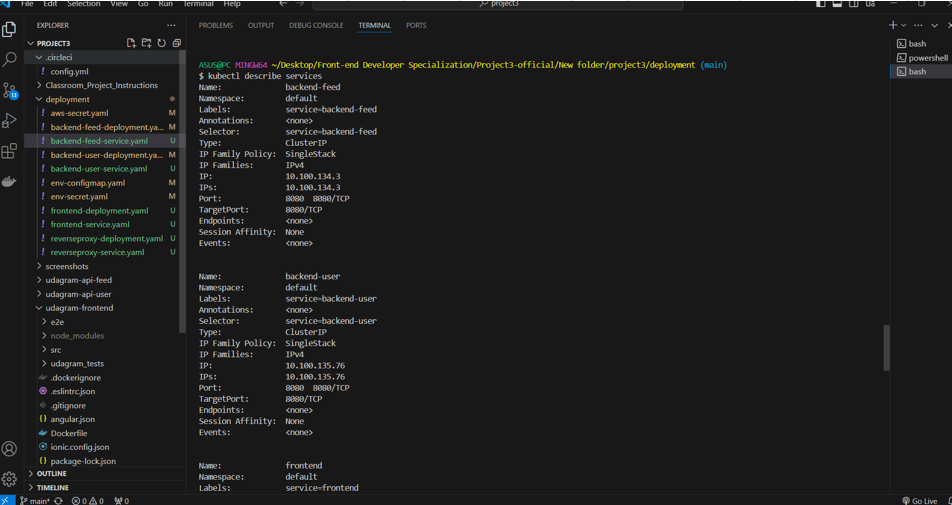 File Edit Selection View Go Run Terminal Help
project3
EXPLORER
PROJECT3
.circleci
! config.yml
Classroom_Project_Instructions
deployment
! aws-secret.yaml M
! backend-feed-deployment.ya... M
! backend-feed-service.yaml U
! backend-user-deployment.ya... M
! backend-user-service.yaml U
! env-configmap.yaml M
! env-secret.yaml M
! frontend-deployment.yaml U
! frontend-service.yaml U
! reverseproxy-deployment.yaml U
! reverseproxy-service.yaml U
screenshots
udagram-api-feed
udagram-api-user
udagram-frontend
e2e
node_modules
src
udagram_tests
.dockerignore
.eslintrc.json
.gitignore
{} angular.json
Dockerfile
ionic.config.json
{} package-lock.json
OUTLINE
TIMELINE
13
PROBLEMS OUTPUT DEBUG CONSOLE TERMINAL PORTS
ASUS@PC MINGW64 ~/Desktop/Front-end Developer Specialization/Project3-official/New folder/project3/deployment (main)
$ kubectl describe services
Name: backend-feed
Namespace: default
Labels: service=backend-feed
Annotations: <none>
Selector: service=backend-feed
Type: ClusterIP
IP Family Policy: SingleStack
IP Families: IPv4
IP: 10.100.134.3
IPs: 10.100.134.3
Port: 8080 8080/TCP
TargetPort: 8080/TCP
Endpoints: <none>
Session Affinity: None
Events: <none>
Name: backend-user
Namespace: default
Labels: service=backend-user
Annotations: <none>
Selector: service=backend-user
Type: ClusterIP
IP Family Policy: SingleStack
IP Families: IPv4
IP: 10.100.135.76
IPs: 10.100.135.76
Port: 8080 8080/TCP
TargetPort: 8080/TCP
Endpoints: <none>
Session Affinity: None
Events: <none>
Name: frontend
Namespace: default
Labels: service=frontend
bash
powershell
bash
main* 0 0 0 Go Live